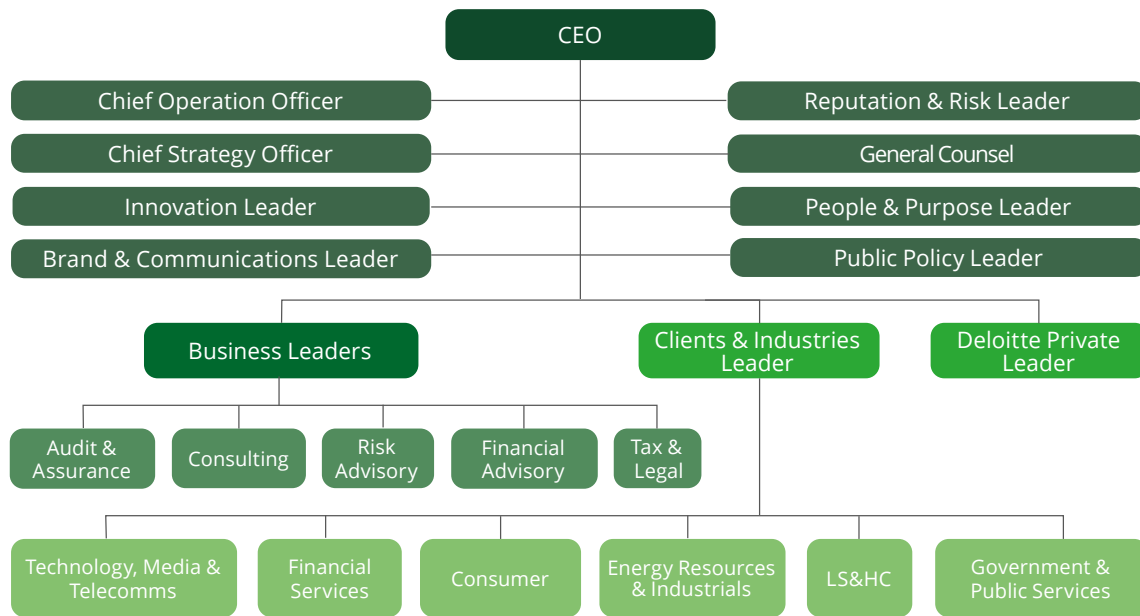 CEO
Chief Operation Officer
Reputation & Risk Leader
Chief Strategy Officer
General Counsel
Innovation Leader
People & Purpose Leader
Brand & Communications Leader
Public Policy Leader
Business Leaders
Clients & Industries
Leader
Deloitte Private
Leader
Audit &
Assurance
Consulting
Risk
Advisory
Financial
Advisory
Tax &
Legal
Technology, Media &
Telecomms
Financial
Services
Consumer
Energy Resources
& Industrials
LS&HC
Government &
Public Services